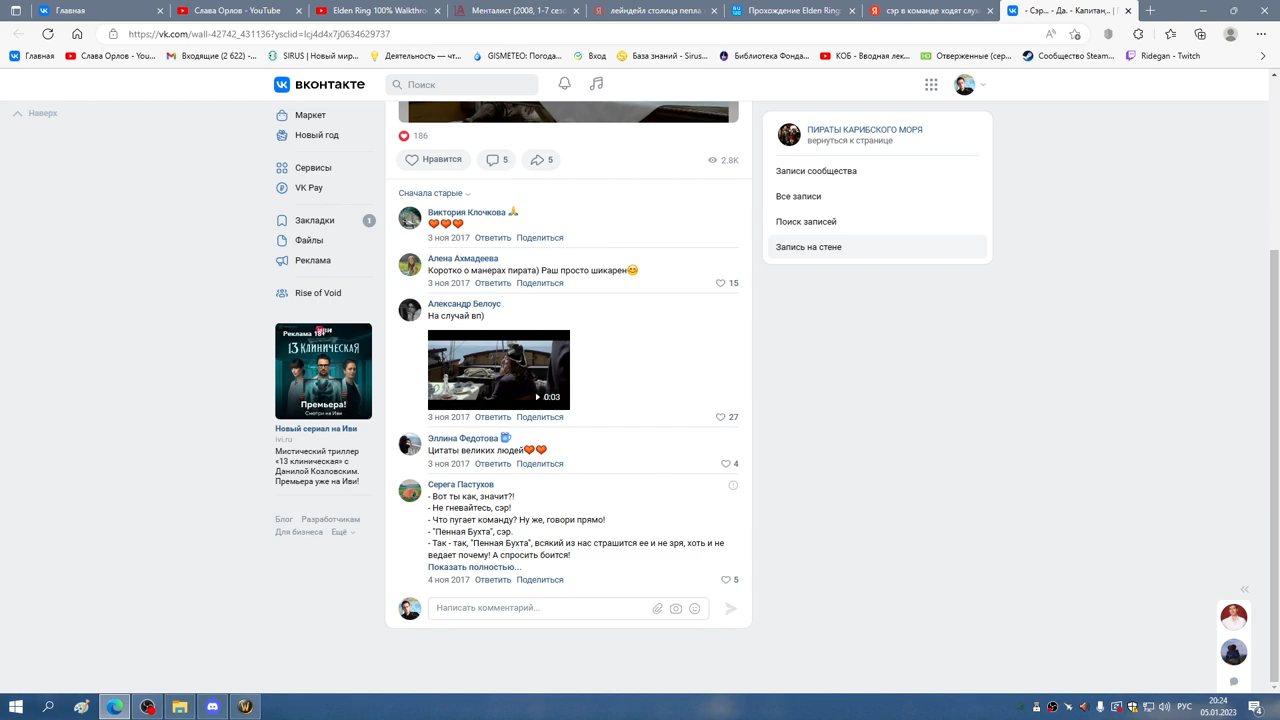 Главная
Слава Орлов - YouTube
Elden Ring 100% Walkthrou
Менталист (2008, 1-7 сезо
лейндейл столица пепла
Прохождение Elden Ring:
сэр в команде ходят слух
- Сэр... - Да. - Капитан,
https://vk.com/wall-42742_431136?ysclid=lcj4d4x7j0634629737
Главная
Слава Орлов - You...
Входящие (2 622) -...
SIRUS | Новый мир...
Деятельность — чт...
GISMETEO: Погода...
Вход
База знаний - Sirus...
Библиотека Фонда...
КОБ - Вводная лек...
Отверженные (сер...
Сообщество Steam...
Ridegan - Twitch
ВКОНТАКТЕ
Поиск
Наверх
Маркет
Новый год
Сервисы
VK Pay
Закладки 1
Файлы
Реклама
Rise of Void
Реклама 18+
иви
13 КЛИНИЧЕСКАЯ
Премьера!
Смотри на Иви
Новый сериал на Иви
ivi.ru
Мистический триллер
«13 клиническая» с
Данилой Козловским.
Премьера уже на Иви!
Блог Разработчикам
Для бизнеса Ещё
186
Нравится 5 5 2.8K
Сначала старые
Виктория Клочкова 🙏
❤❤❤
3 ноя 2017 Ответить Поделиться
Алена Ахмадеева
Коротко о манерах пирата) Раш просто шикарен😊
3 ноя 2017 Ответить Поделиться 15
Александр Белоус
На случай вп)
0:03
3 ноя 2017 Ответить Поделиться 27
Эллина Федотова
Цитаты великих людей❤❤
3 ноя 2017 Ответить Поделиться 4
Серега Пастухов
- Вот ты как, значит?!
- Не гневайтесь, сэр!
- Что пугает команду? Ну же, говори прямо!
- "Пенная Бухта", сэр.
- Так - так, "Пенная Бухта", всякий из нас страшится ее и не зря, хоть и не
ведает почему! А спросить боится!
Показать полностью...
4 ноя 2017 Ответить Поделиться 5
Написать комментарий...
ПИРАТЫ КАРИБСКОГО МОРЯ
вернуться к странице
Записи сообщества
Все записи
Поиск записей
Запись на стене
РУС
20:24
05.01.2023